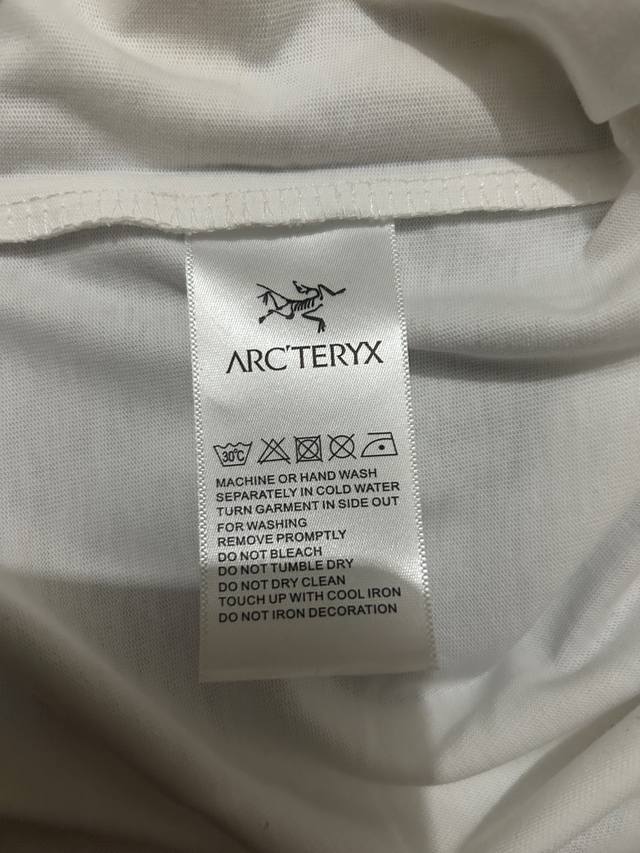 ARC'TERYX
30°C
MACHINE OR HAND WASH
SEPARATELY IN COLD WATER
TURN GARMENT IN SIDE OUT
FOR WASHING
REMOVE PROMPTLY
DO NOT BLEACH
DO NOT TUMBLE DRY
DO NOT DRY CLEAN
TOUCH UP WITH COOL IRON
DO NOT IRON DECORATION